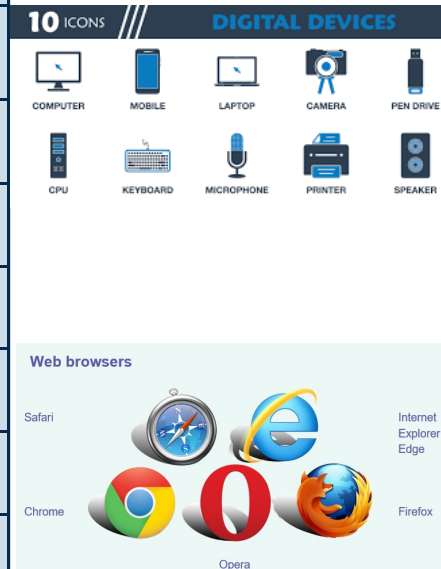 10 ICONS DIGITAL DEVICES
COMPUTER MOBILE LAPTOP CAMERA PEN DRIVE
CPU KEYBOARD MICROPHONE PRINTER SPEAKER
Web browsers
Safari
Internet
Explorer
Edge
Chrome
Firefox
Opera